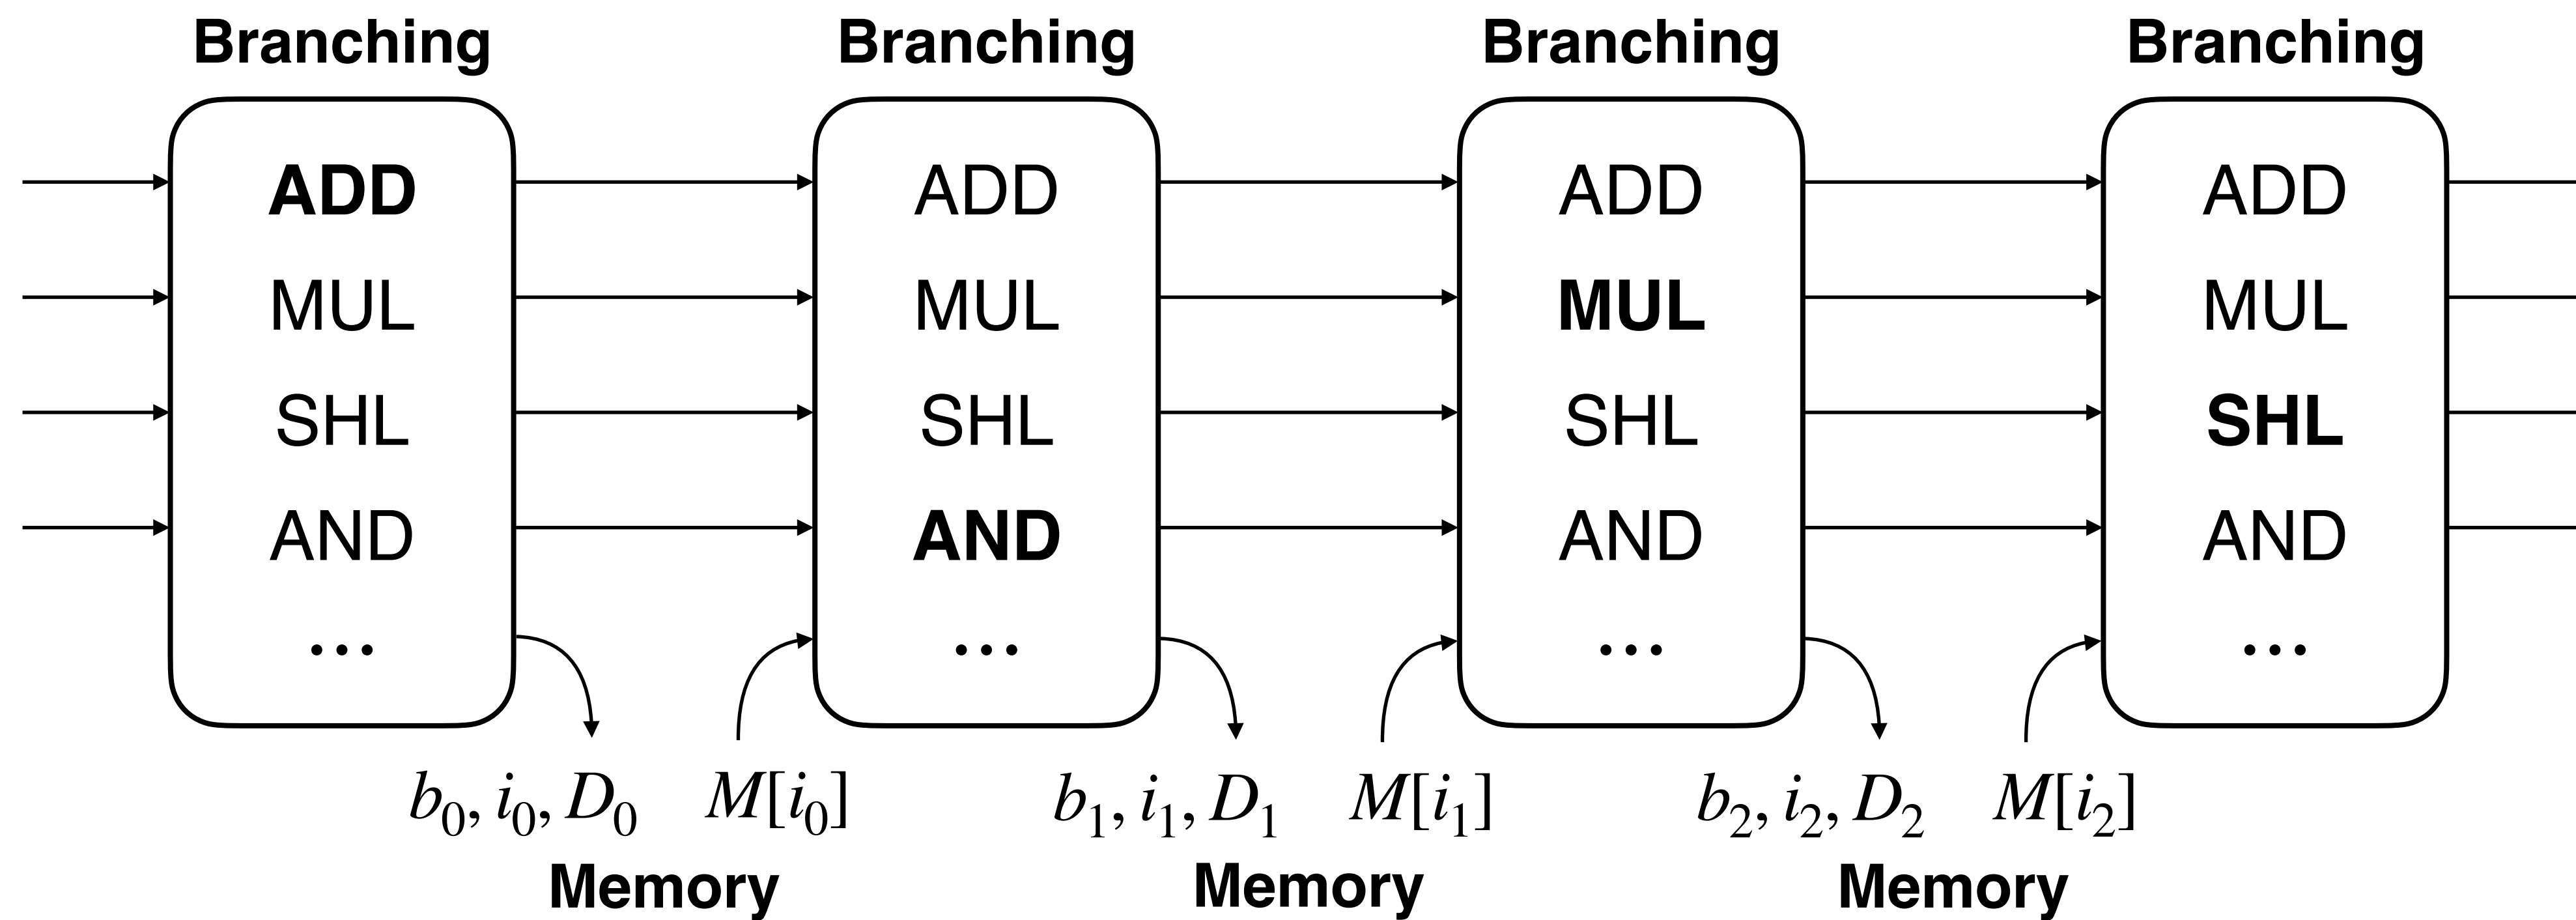 Branching Branching Branching Branching
ADD ADD ADD ADD
MUL MUL MUL MUL
SHL SHL SHL SHL
AND AND AND AND
... ... ... ...
b₀, i₀, D₀ M[i₀] b₁, i₁, D₁ M[i₁] b₂, i₂, D₂ M[i₂]
Memory Memory Memory